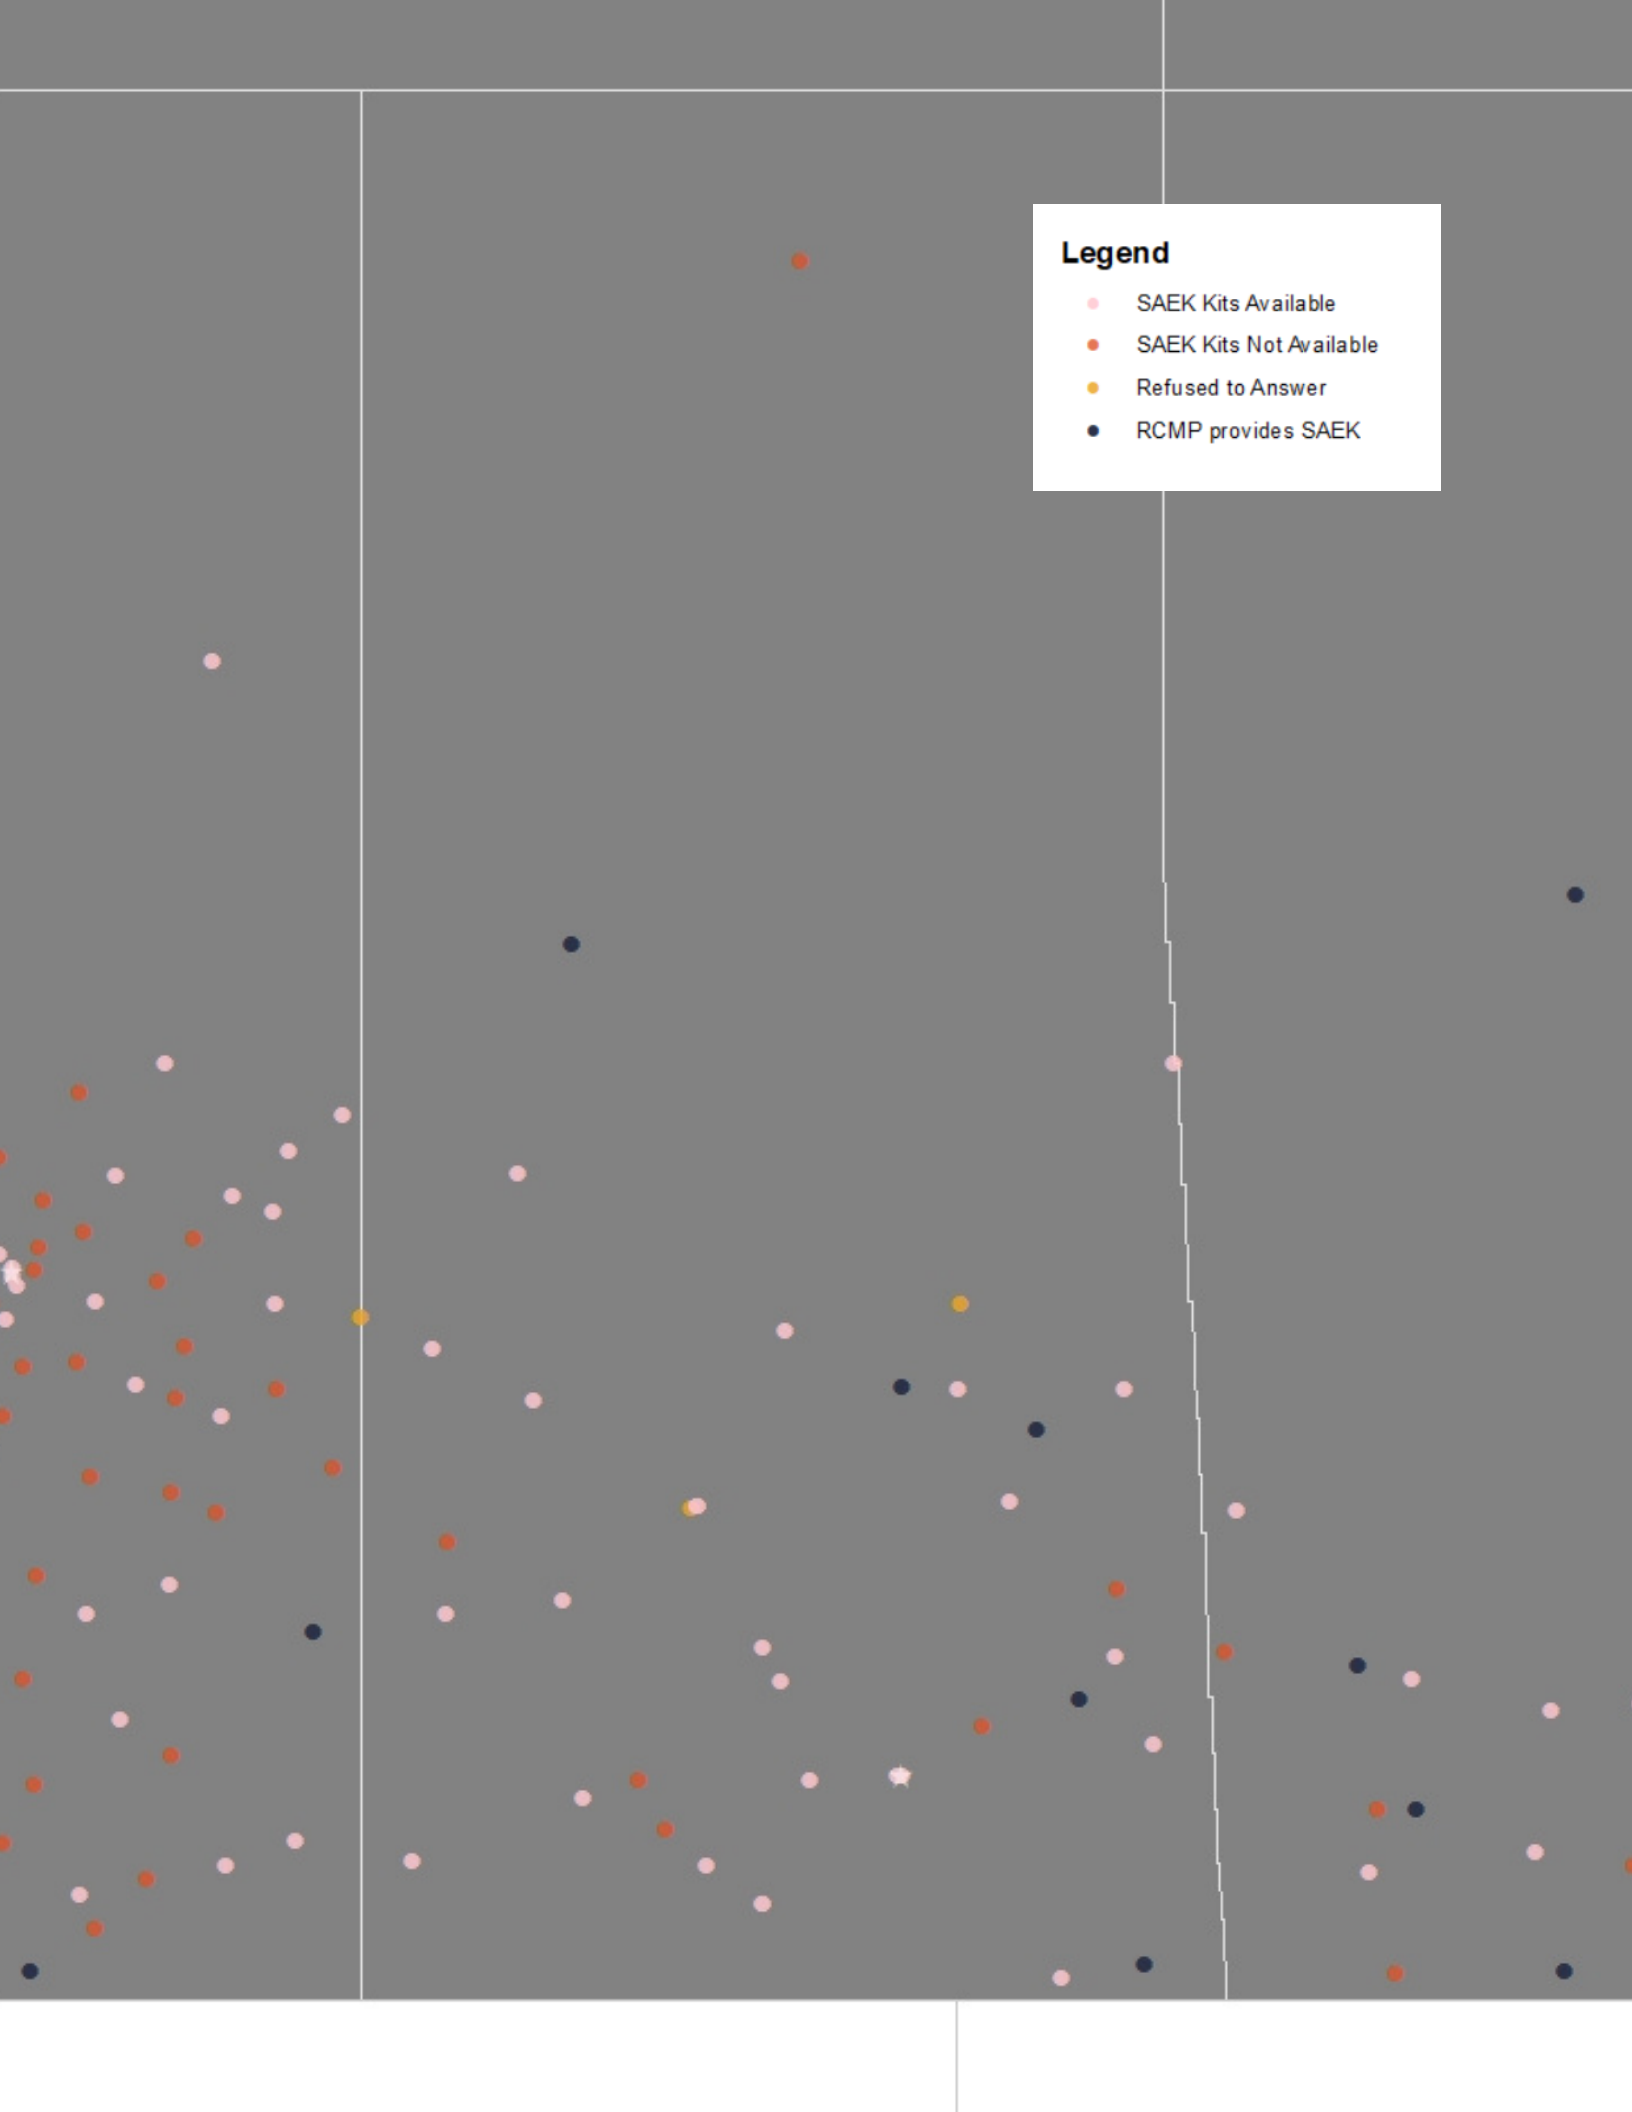 Legend
SAEK Kits Available
SAEK Kits Not Available
Refused to Answer
RCMP provides SAEK